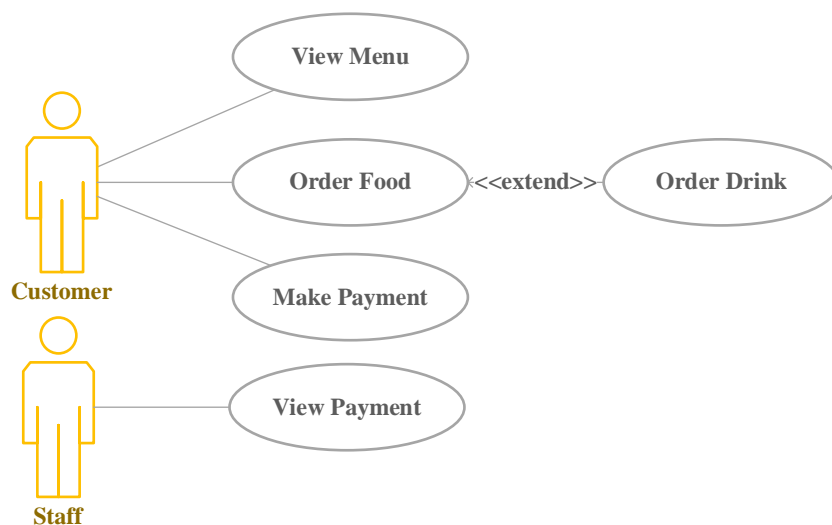 View Menu
Order Food
<<extend>>
Order Drink
Customer
Make Payment
View Payment
Staff